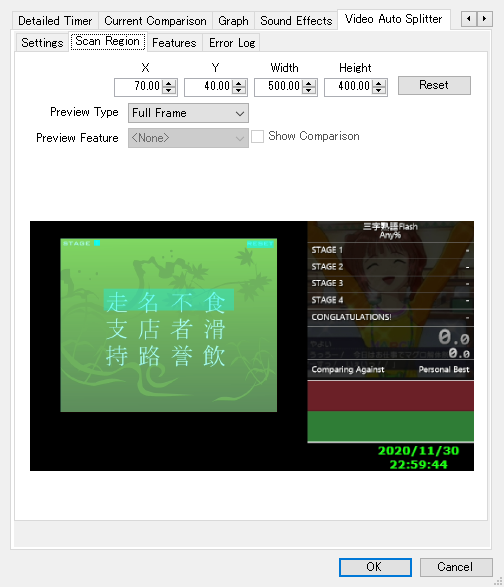 Detailed Timer
Current Comparison
Graph
Sound Effects
Video Auto Splitter
Settings
Scan Region
Features
Error Log
X
Y
Width
Height
70.00
40.00
500.00
400.00
Reset
Preview Type
Full Frame
Preview Feature
<None>
Show Comparison
STAGE
RESET
走名不食
支店者滑
持路誉飲
三字熟語Flash
Any%
STAGE 1 -
STAGE 2 -
STAGE 3 -
STAGE 4 -
CONGLATULATIONS! -
0.0
0.0
Comparing Against Personal Best
2020/11/30
22:59:44
OK
Cancel